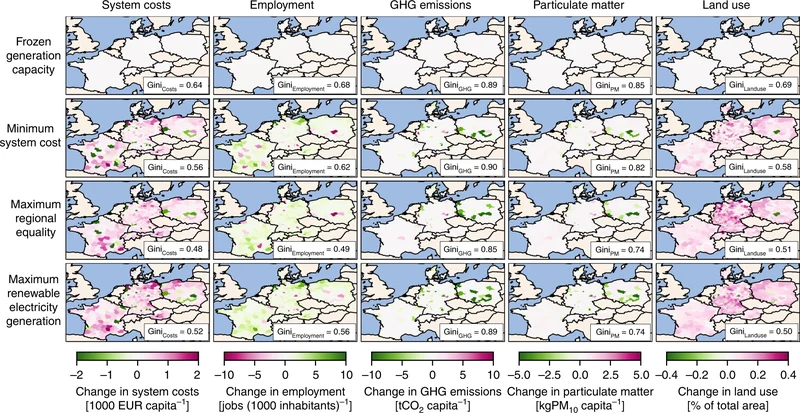 System costs Employment GHG emissions Particulate matter Land use
Frozen
generation
capacity
Gini_Costs = 0.64 Gini_Employment = 0.68 Gini_GHG = 0.89 Gini_PM = 0.85 Gini_Landuse = 0.69
Minimum
system cost
Gini_Costs = 0.56 Gini_Employment = 0.62 Gini_GHG = 0.90 Gini_PM = 0.82 Gini_Landuse = 0.58
Maximum
regional
equality
Gini_Costs = 0.48 Gini_Employment = 0.49 Gini_GHG = 0.85 Gini_PM = 0.74 Gini_Landuse = 0.51
Maximum
renewable
electricity
generation
Gini_Costs = 0.52 Gini_Employment = 0.56 Gini_GHG = 0.89 Gini_PM = 0.74 Gini_Landuse = 0.50
−2 −1 0 1 2 −10 −5 0 5 10 −10 −5 0 5 10 −5.0 −2.5 0.0 2.5 5.0 −0.4 −0.2 0.0 0.2 0.4
Change in system costs Change in employment Change in GHG emissions Change in particulate matter Change in land use
[1000 EUR capita⁻¹] [jobs (1000 inhabitants)⁻¹] [tCO₂ capita⁻¹] [kgPM₁₀ capita⁻¹] [% of total area]